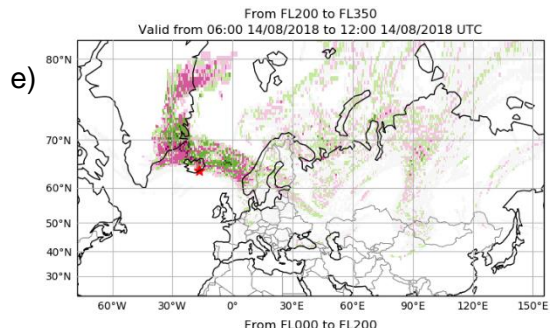 From FL200 to FL350
Valid from 06:00 14/08/2018 to 12:00 14/08/2018 UTC
e)
80°N
70°N
60°N
50°N
40°N
30°N
60°W 30°W 0° 30°E 60°E 90°E 120°E 150°E
From FL000 to FL200